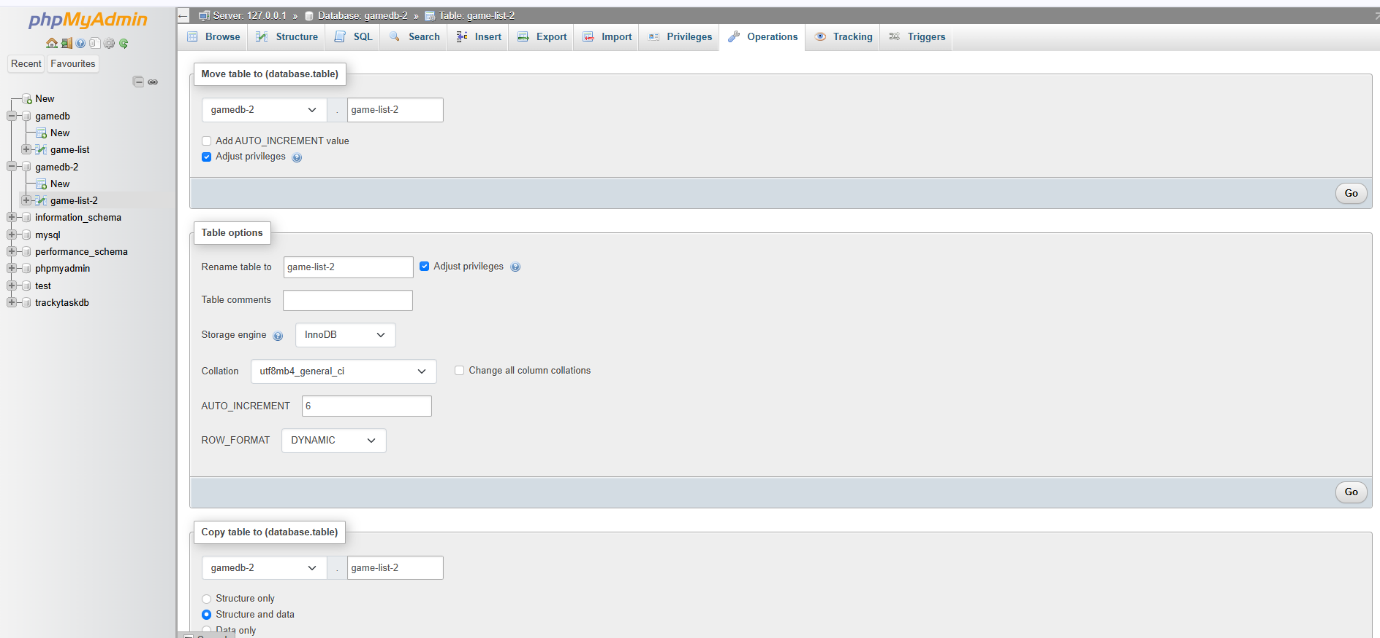 phpMyAdmin
Recent Favourites
New
gamedb
New
game-list
gamedb-2
New
game-list-2
information_schema
mysql
performance_schema
phpmyadmin
test
trackytaskdb
Server: 127.0.0.1 » Database: gamedb-2 » Table: game-list-2
Browse Structure SQL Search Insert Export Import Privileges Operations Tracking Triggers
Move table to (database.table)
gamedb-2 . game-list-2
Add AUTO_INCREMENT value
Adjust privileges
Go
Table options
Rename table to game-list-2 Adjust privileges
Table comments
Storage engine InnoDB
Collation utf8mb4_general_ci Change all column collations
AUTO_INCREMENT 6
ROW_FORMAT DYNAMIC
Go
Copy table to (database.table)
gamedb-2 . game-list-2
Structure only
Structure and data
Data only